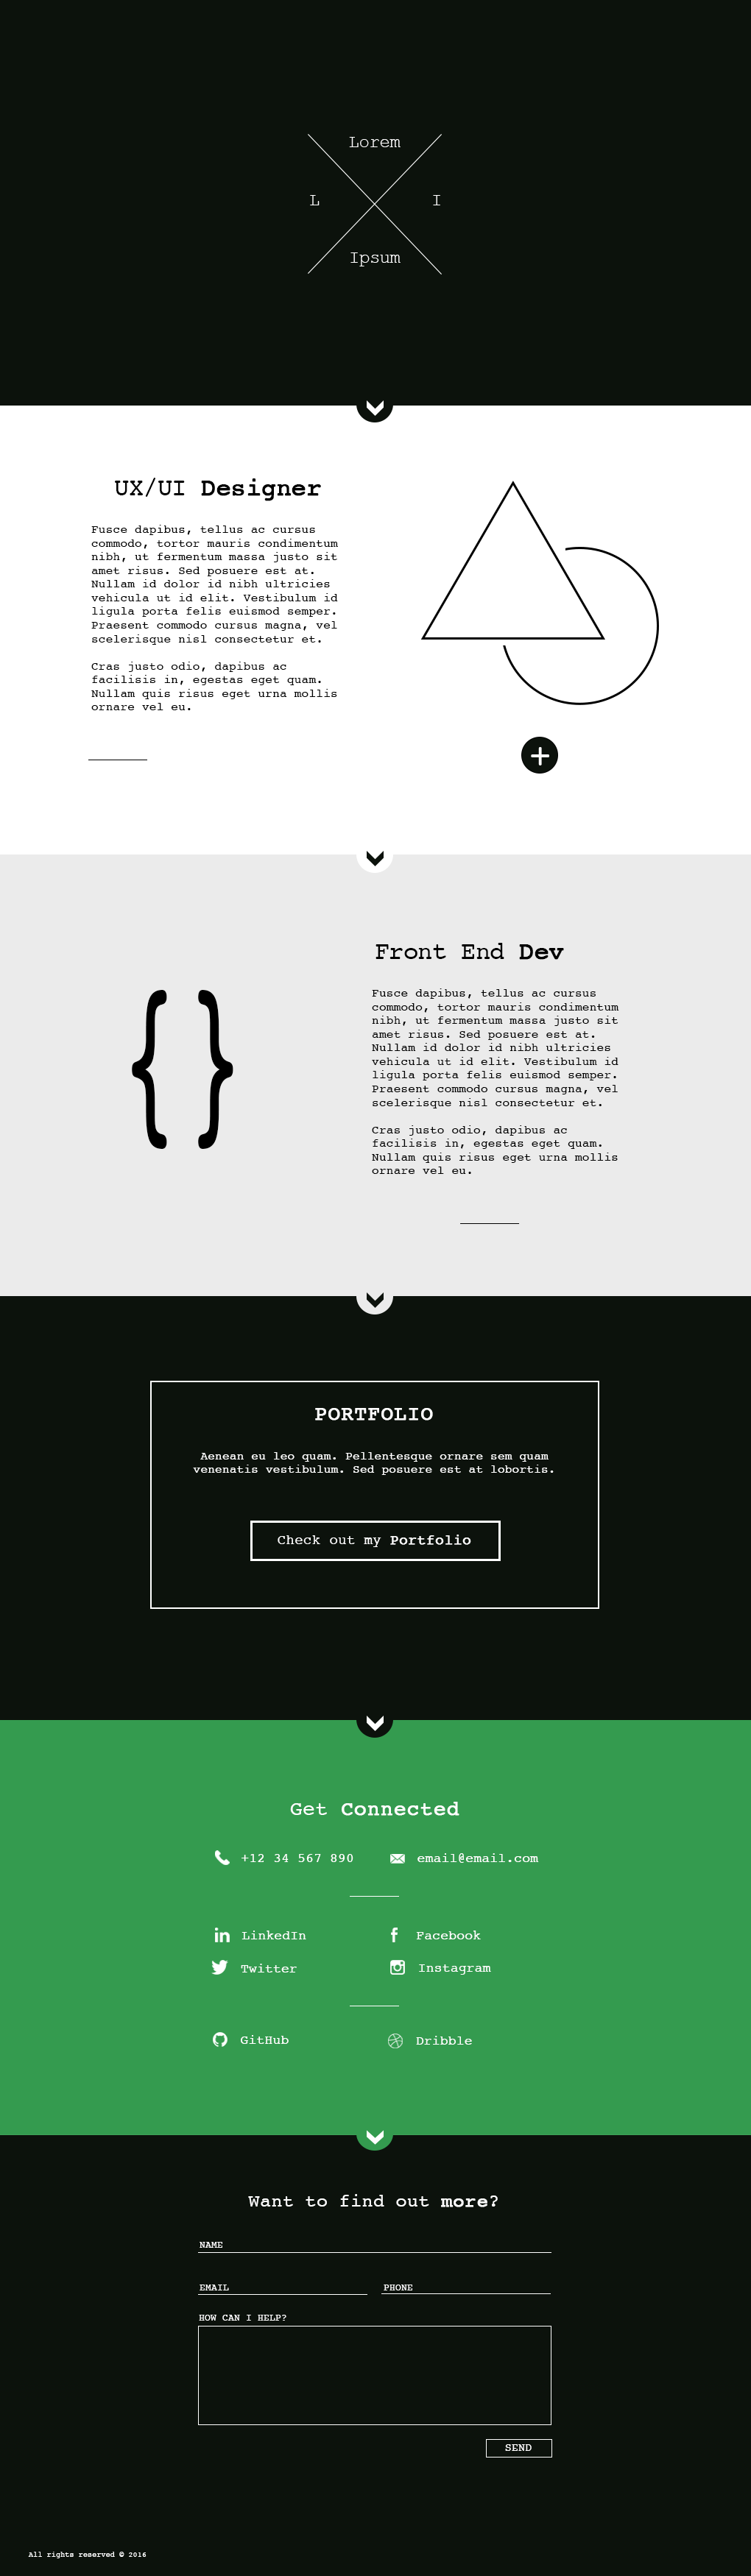 Lorem
L I
Ipsum
UX/UI Designer
Fusce dapibus, tellus ac cursus
commodo, tortor mauris condimentum
nibh, ut fermentum massa justo sit
amet risus. Sed posuere est at.
Nullam id dolor id nibh ultricies
vehicula ut id elit. Vestibulum id
ligula porta felis euismod semper.
Praesent commodo cursus magna, vel
scelerisque nisl consectetur et.
Cras justo odio, dapibus ac
facilisis in, egestas eget quam.
Nullam quis risus eget urna mollis
ornare vel eu.
Front End Dev
Fusce dapibus, tellus ac cursus
commodo, tortor mauris condimentum
nibh, ut fermentum massa justo sit
amet risus. Sed posuere est at.
Nullam id dolor id nibh ultricies
vehicula ut id elit. Vestibulum id
ligula porta felis euismod semper.
Praesent commodo cursus magna, vel
scelerisque nisl consectetur et.
Cras justo odio, dapibus ac
facilisis in, egestas eget quam.
Nullam quis risus eget urna mollis
ornare vel eu.
{ }
PORTFOLIO
Aenean eu leo quam. Pellentesque ornare sem quam
venenatis vestibulum. Sed posuere est at lobortis.
Check out my Portfolio
Get Connected
+12 34 567 890
email@email.com
LinkedIn
Facebook
Twitter
Instagram
GitHub
Dribble
Want to find out more?
NAME
EMAIL
PHONE
HOW CAN I HELP?
SEND
All rights reserved © 2016